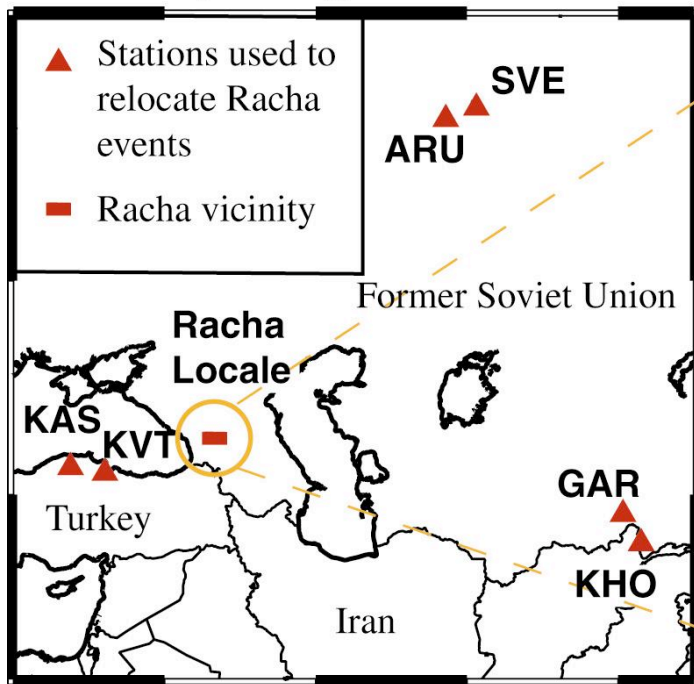 Stations used to
relocate Racha
events
Racha vicinity
SVE
ARU
Former Soviet Union
Racha
Locale
KAS
KVT
GAR
Turkey
KHO
Iran